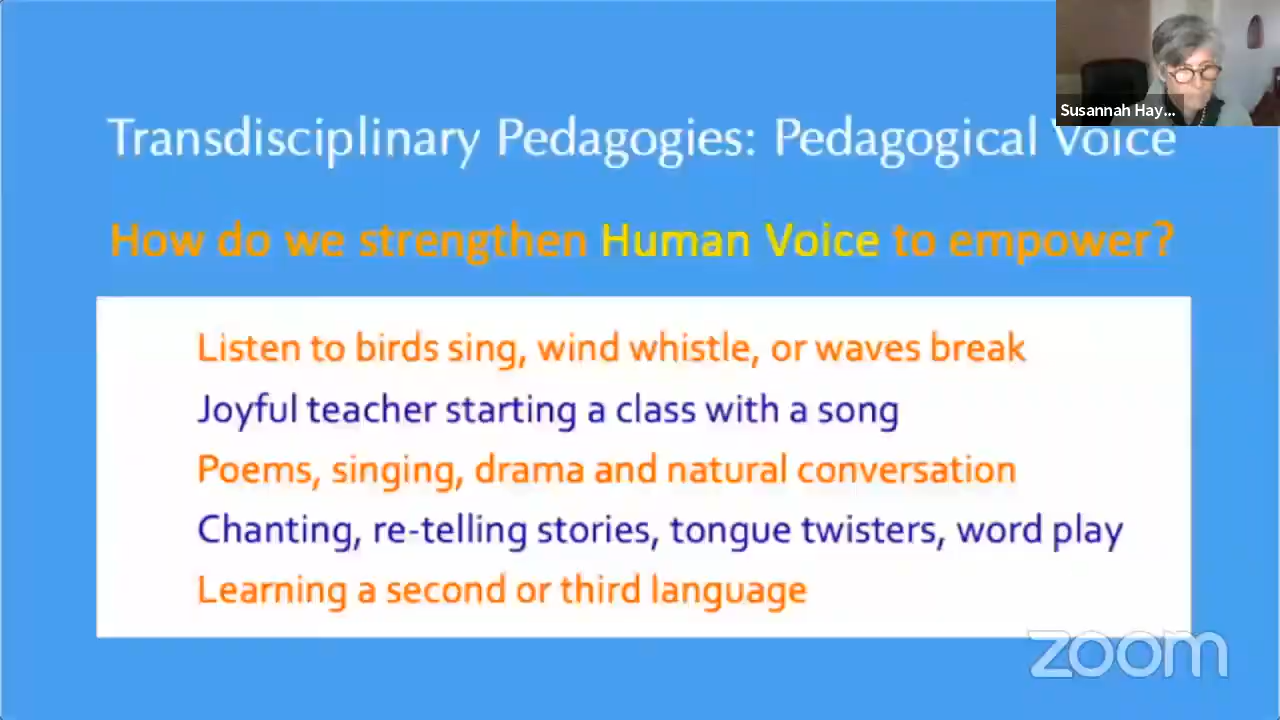 Susannah Hay...
Transdisciplinary Pedagogies: Pedagogical Voice
How do we strengthen Human Voice to empower?
Listen to birds sing, wind whistle, or waves break
Joyful teacher starting a class with a song
Poems, singing, drama and natural conversation
Chanting, re-telling stories, tongue twisters, word play
Learning a second or third language
zoom